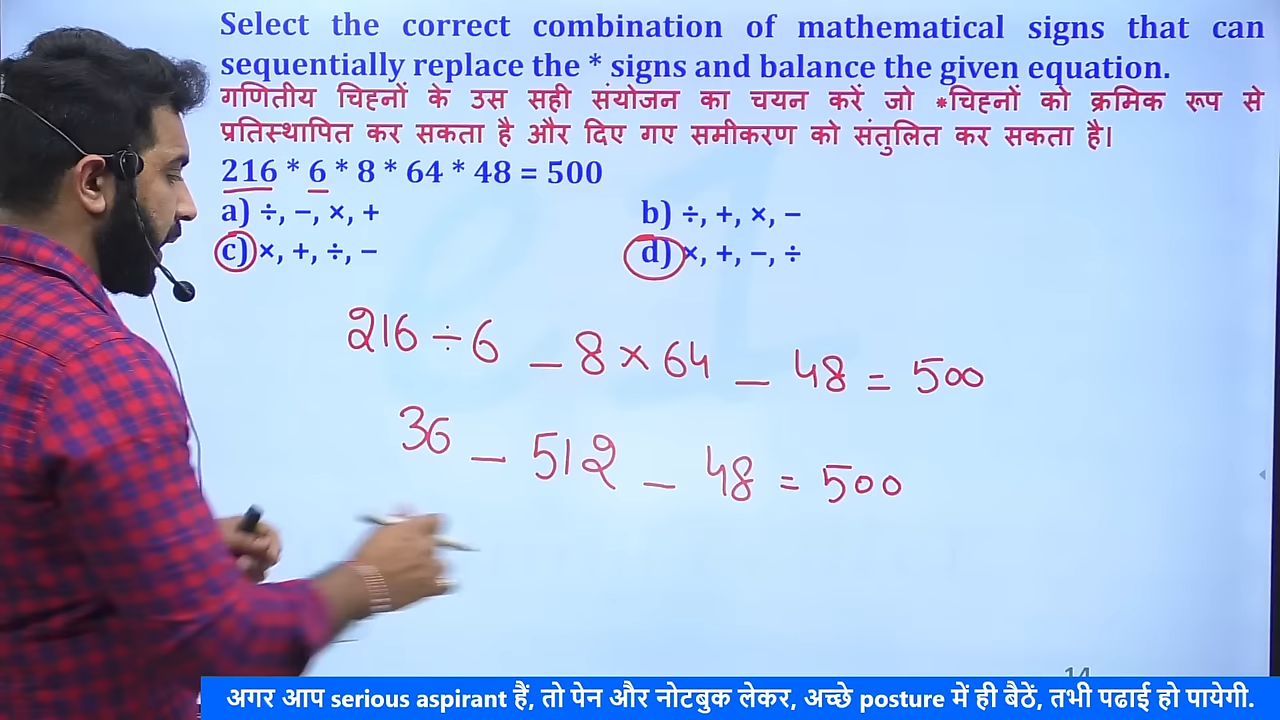 Select the correct combination of mathematical signs that can
sequentially replace the * signs and balance the given equation.
गणितीय चिह्नों के उस सही संयोजन का चयन करें जो *चिह्नों को क्रमिक रूप से
प्रतिस्थापित कर सकता है और दिए गए समीकरण को संतुलित कर सकता है।
216 * 6 * 8 * 64 * 48 = 500
a) ÷, −, ×, +
b) ÷, +, ×, −
c) ×, +, ÷, −
d) ×, +, −, ÷
216 ÷ 6 _ 8 × 64 _ 48 = 500
36 _ 512 _ 48 = 500
14
अगर आप serious aspirant हैं, तो पेन और नोटबुक लेकर, अच्छे posture में ही बैठें, तभी पढाई हो पायेगी.